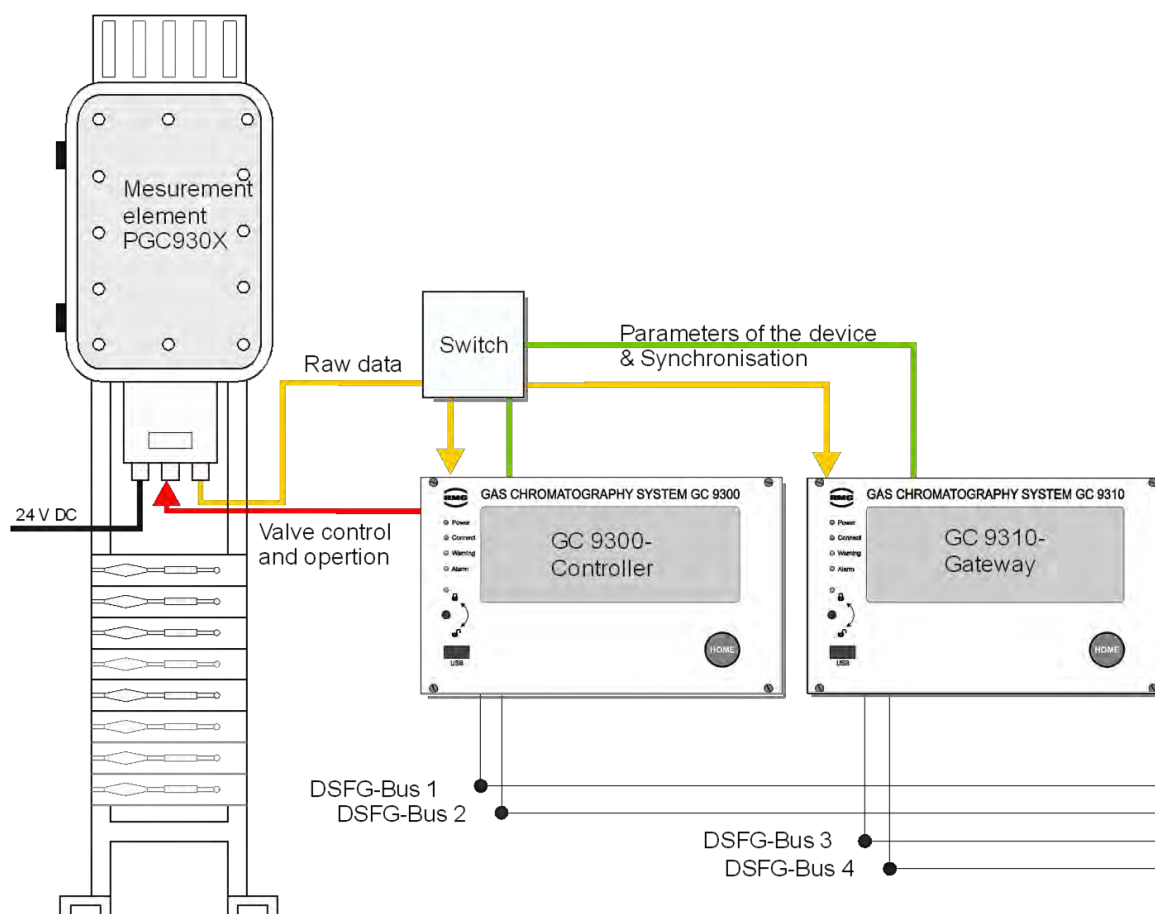 Mesurement
element
PGC930X
Switch
Parameters of the device
& Synchronisation
Raw data
24 V DC
Valve control
and opertion
RMG
GAS CHROMATOGRAPHY SYSTEM GC 9300
Power
Connect
Warning
Alarm
GC 9300-
Controller
USB
HOME
RMG
GAS CHROMATOGRAPHY SYSTEM GC 9310
Power
Connect
Warning
Alarm
GC 9310-
Gateway
USB
HOME
DSFG-Bus 1
DSFG-Bus 2
DSFG-Bus 3
DSFG-Bus 4